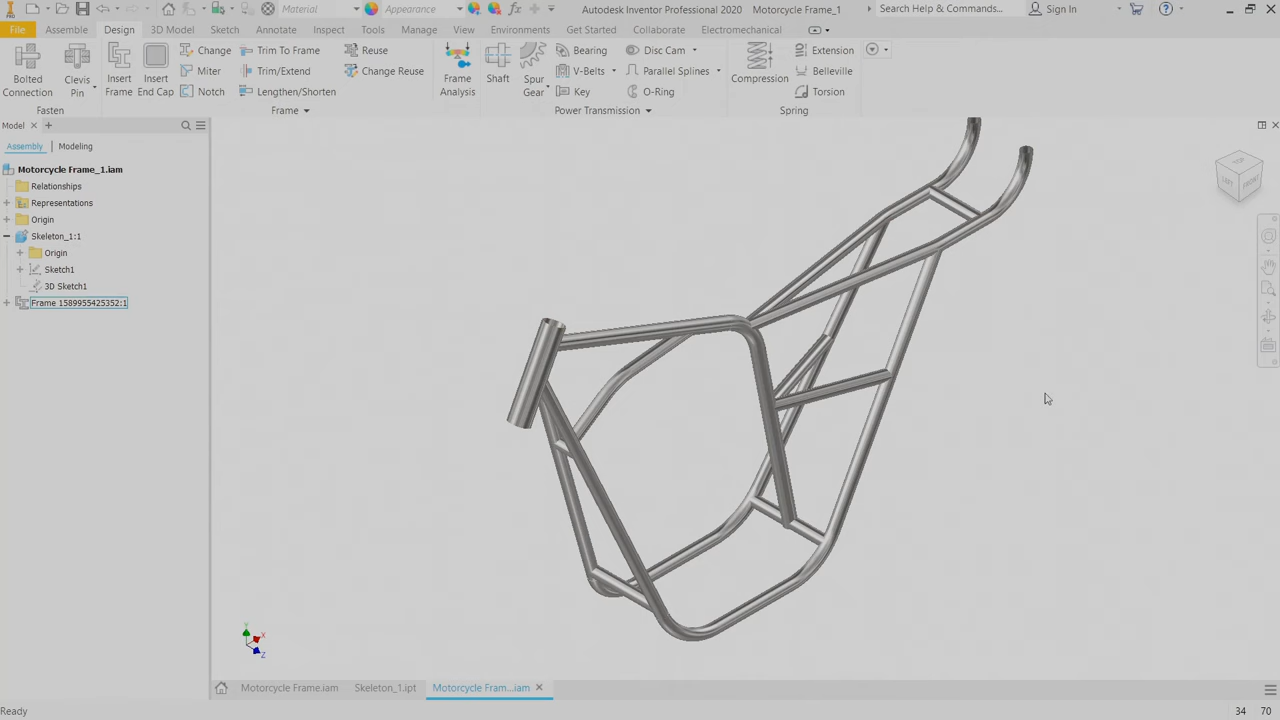 Material
Appearance
Autodesk Inventor Professional 2020 Motorcycle Frame_1
Search Help & Commands...
Sign In
File
Assembly
Design
3D Model
Sketch
Annotate
Inspect
Tools
Manage
View
Environments
Get Started
Collaborate
Electromechanical
Bolted Connection
Clevis Pin
Fasten
Insert Frame
Insert End Cap
Change
Miter
Notch
Trim To Frame
Trim/Extend
Lengthen/Shorten
Reuse
Change Reuse
Frame
Frame Analysis
Shaft
Spur Gear
Bearing
V-Belts
Key
Disc Cam
Parallel Splines
O-Ring
Power Transmission
Compression
Extension
Belleville
Torsion
Spring
Model
Assembly
Modeling
Motorcycle Frame_1.iam
Relationships
Representations
Origin
Skeleton_1:1
Origin
Sketch1
3D Sketch1
Frame 1589955425352:1
TOP
LEFT
FRONT
Y
X
Z
Motorcycle Frame.iam
Skeleton_1.ipt
Motorcycle Fram...iam
Ready
34
70